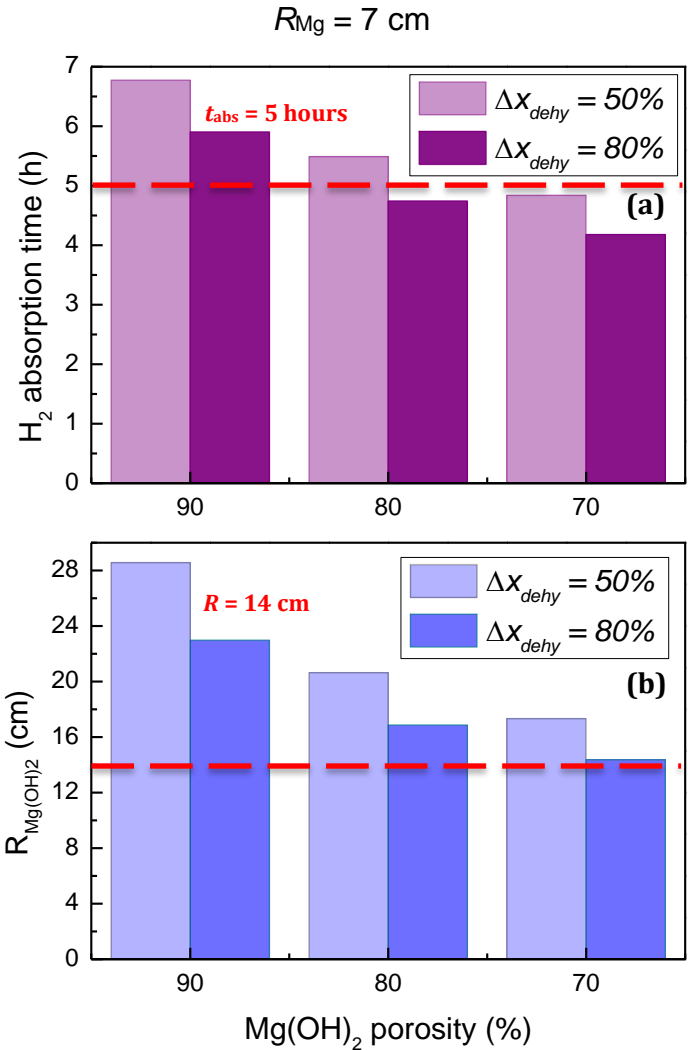 R_Mg = 7 cm
7
6
5
4
3
2
1
0
H₂ absorption time (h)
t_abs = 5 hours
Δx_dehy = 50%
Δx_dehy = 80%
(a)
90
80
70
28
24
20
16
12
8
4
0
R_Mg(OH)2 (cm)
R = 14 cm
Δx_dehy = 50%
Δx_dehy = 80%
(b)
90
80
70
Mg(OH)₂ porosity (%)